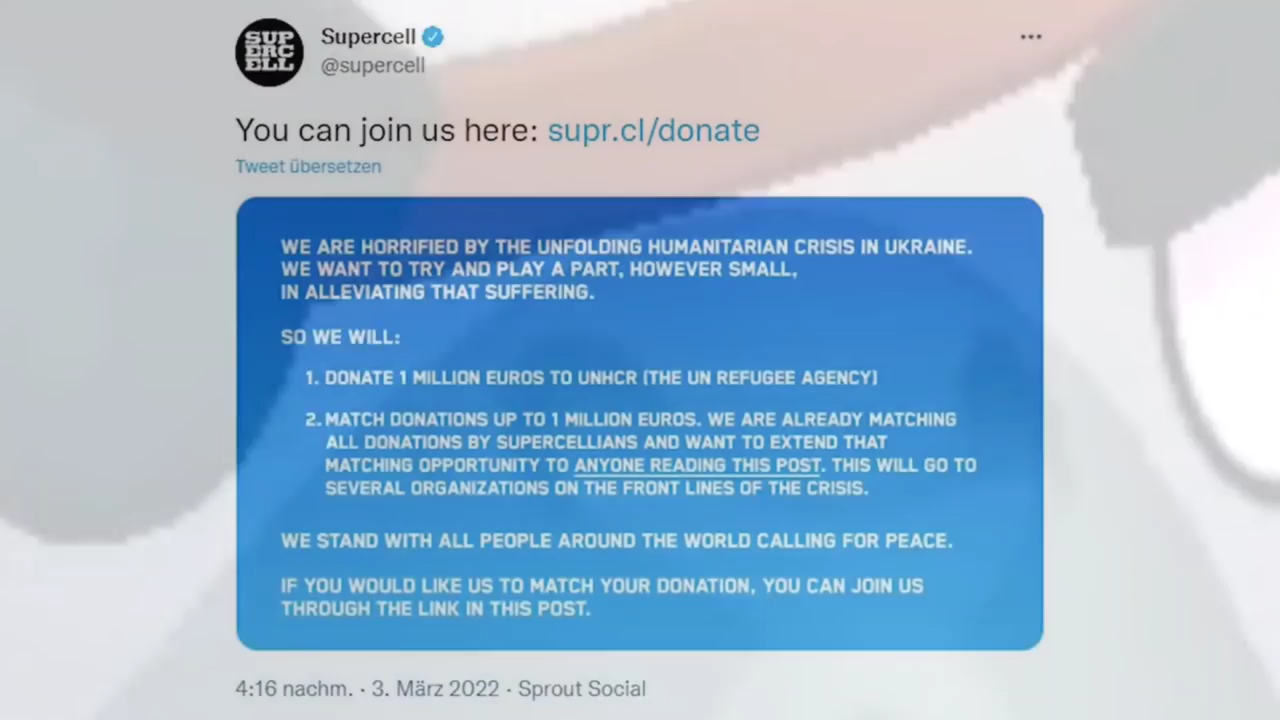 SUP
ERC
ELL
Supercell
@supercell
You can join us here: supr.cl/donate
Tweet übersetzen
WE ARE HORRIFIED BY THE UNFOLDING HUMANITARIAN CRISIS IN UKRAINE.
WE WANT TO TRY AND PLAY A PART, HOWEVER SMALL,
IN ALLEVIATING THAT SUFFERING.
SO WE WILL:
1. DONATE 1 MILLION EUROS TO UNHCR (THE UN REFUGEE AGENCY)
2. MATCH DONATIONS UP TO 1 MILLION EUROS. WE ARE ALREADY MATCHING
ALL DONATIONS BY SUPERCELLIANS AND WANT TO EXTEND THAT
MATCHING OPPORTUNITY TO ANYONE READING THIS POST. THIS WILL GO TO
SEVERAL ORGANIZATIONS ON THE FRONT LINES OF THE CRISIS.
WE STAND WITH ALL PEOPLE AROUND THE WORLD CALLING FOR PEACE.
IF YOU WOULD LIKE US TO MATCH YOUR DONATION, YOU CAN JOIN US
THROUGH THE LINK IN THIS POST.
4:16 nachm. · 3. März 2022 · Sprout Social